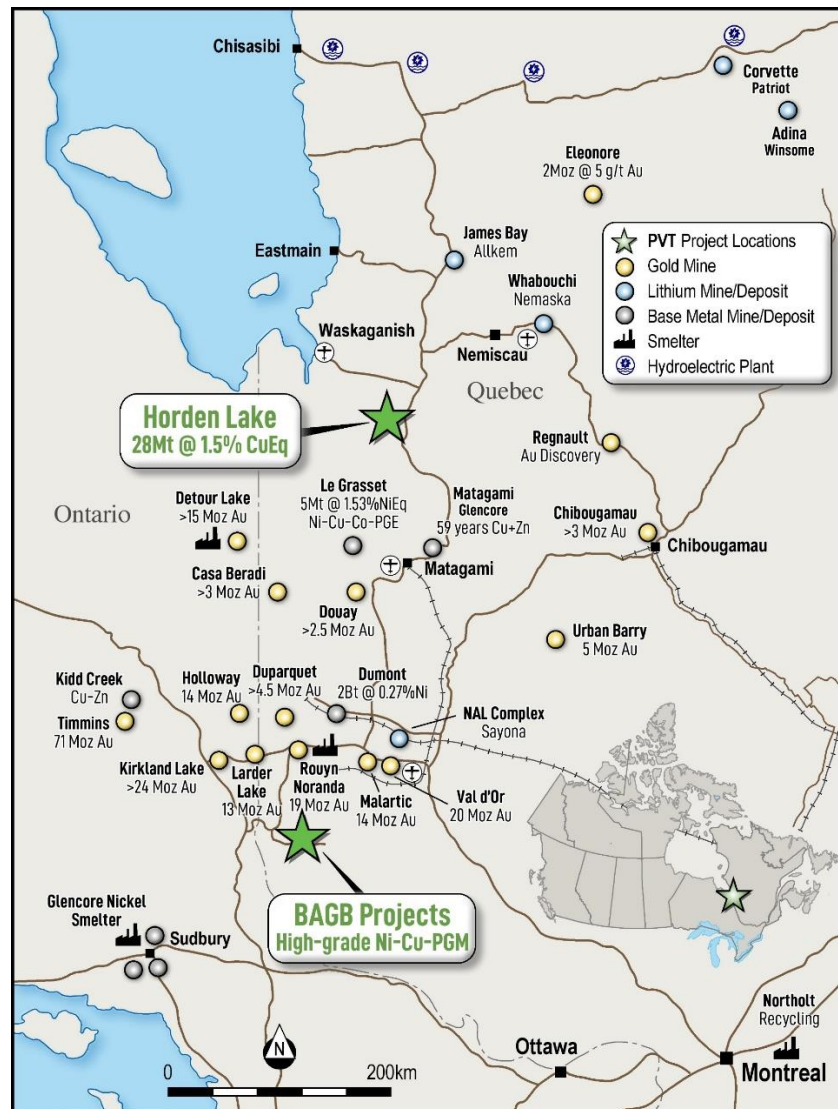 Chisasibi
Corvette
Patriot
Adina
Winsome
Eleonore
2Moz @ 5 g/t Au
James Bay
Allkem
Eastmain
Whabouchi
Nemaska
Waskaganish
Nemiscau
PVT Project Locations
Gold Mine
Lithium Mine/Deposit
Base Metal Mine/Deposit
Smelter
Hydroelectric Plant
Quebec
Horden Lake
28Mt @ 1.5% CuEq
Regnault
Au Discovery
Ontario
Detour Lake
>15 Moz Au
Le Grasset
5Mt @ 1.53%NiEq
Ni-Cu-Co-PGE
Matagami
Glencore
59 years Cu+Zn
Chibougamau
>3 Moz Au
Chibougamau
Matagami
Casa Beradi
>3 Moz Au
Douay
>2.5 Moz Au
Urban Barry
5 Moz Au
Kidd Creek
Cu-Zn
Timmins
71 Moz Au
Holloway
14 Moz Au
Duparquet
>4.5 Moz Au
Dumont
2Bt @ 0.27%Ni
NAL Complex
Sayona
Kirkland Lake
>24 Moz Au
Larder
Lake
13 Moz Au
Rouyn
Noranda
19 Moz Au
Malartic
14 Moz Au
Val d'Or
20 Moz Au
BAGB Projects
High-grade Ni-Cu-PGM
Glencore Nickel
Smelter
Sudbury
Northolt
Recycling
Ottawa
Montreal
N
0
200km